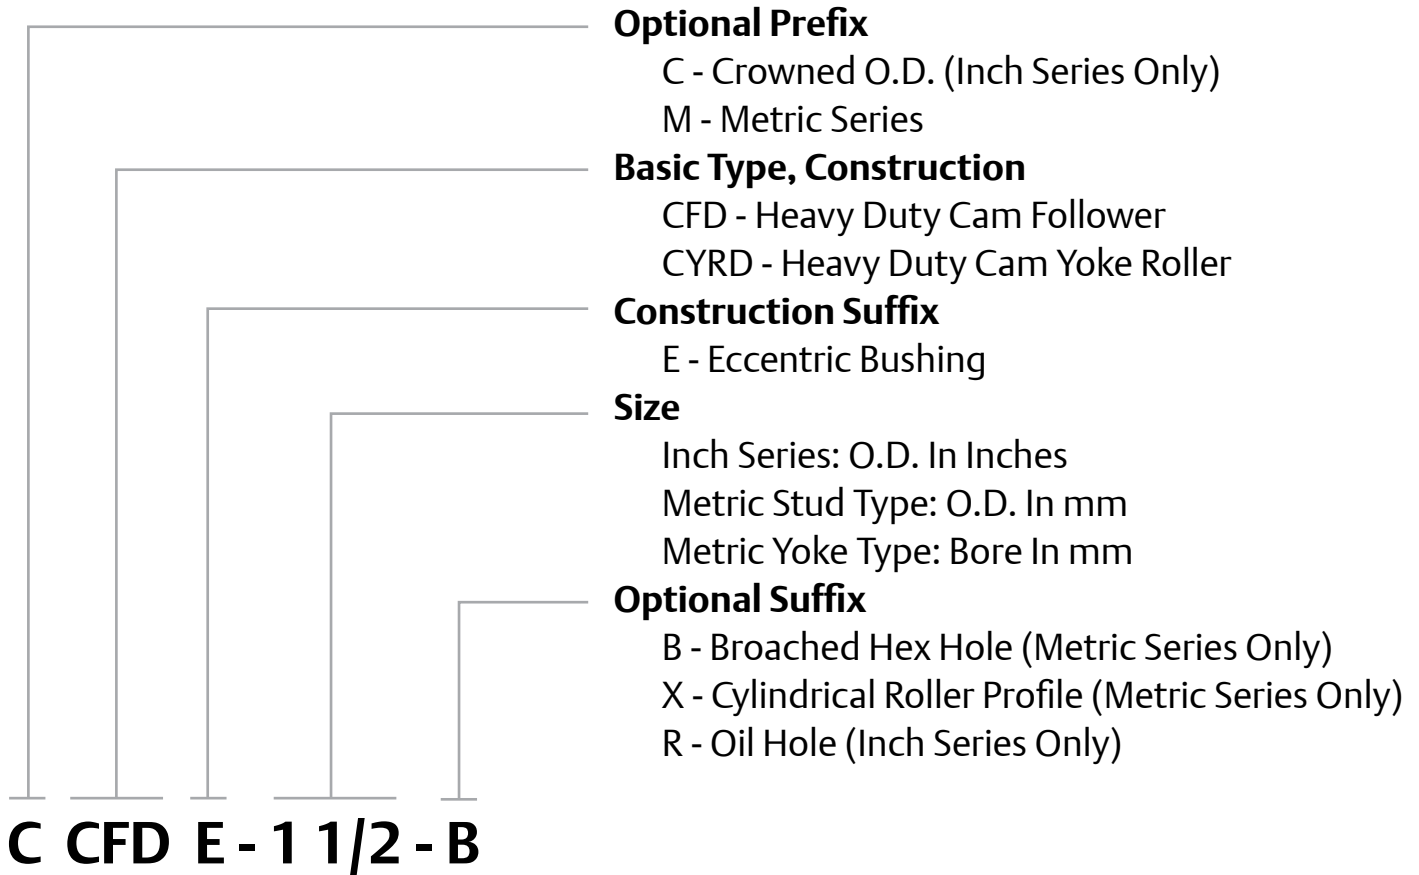 Optional Prefix
C - Crowned O.D. (Inch Series Only)
M - Metric Series
Basic Type, Construction
CFD - Heavy Duty Cam Follower
CYRD - Heavy Duty Cam Yoke Roller
Construction Suffix
E - Eccentric Bushing
Size
Inch Series: O.D. In Inches
Metric Stud Type: O.D. In mm
Metric Yoke Type: Bore In mm
Optional Suffix
B - Broached Hex Hole (Metric Series Only)
X - Cylindrical Roller Profile (Metric Series Only)
R - Oil Hole (Inch Series Only)
C CFD E - 1 1/2 - B